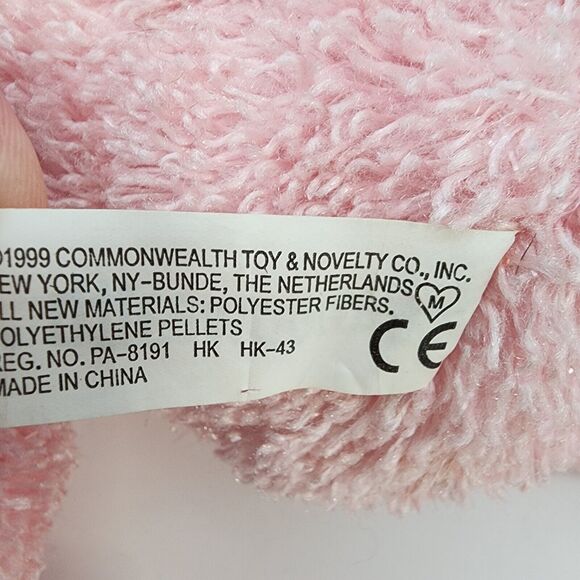 ©1999 COMMONWEALTH TOY & NOVELTY CO., INC.
EW YORK, NY-BUNDE, THE NETHERLANDS
LL NEW MATERIALS: POLYESTER FIBERS. M
OLYETHYLENE PELLETS
REG. NO. PA-8191 HK HK-43 CE
MADE IN CHINA